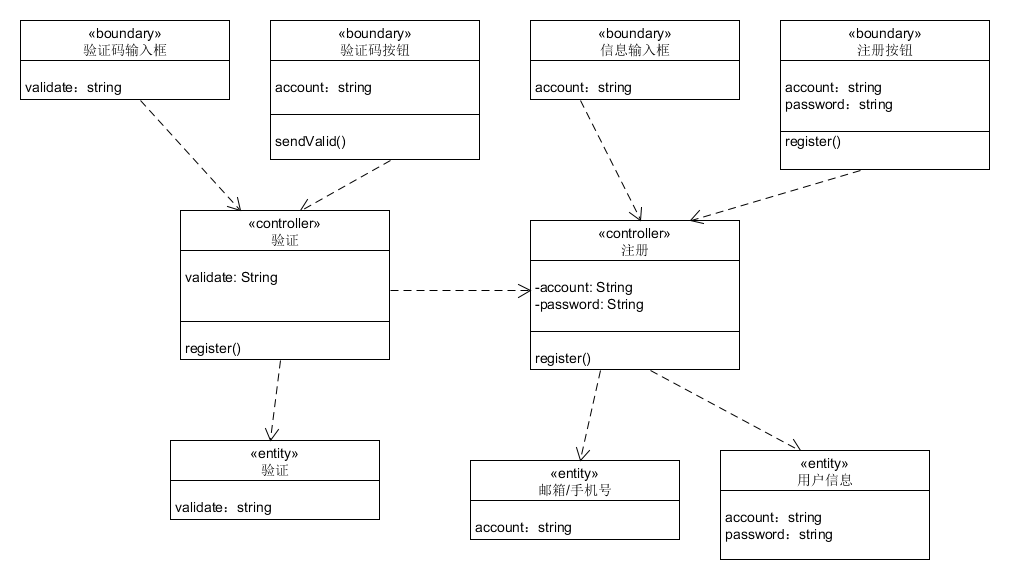 «boundary»
验证码输入框
validate：string
«boundary»
验证码按钮
account：string
sendValid()
«boundary»
信息输入框
account：string
«boundary»
注册按钮
account：string
password：string
register()
«controller»
验证
validate: String
register()
«controller»
注册
-account: String
-password: String
register()
«entity»
验证
validate：string
«entity»
邮箱/手机号
account：string
«entity»
用户信息
account：string
password：string